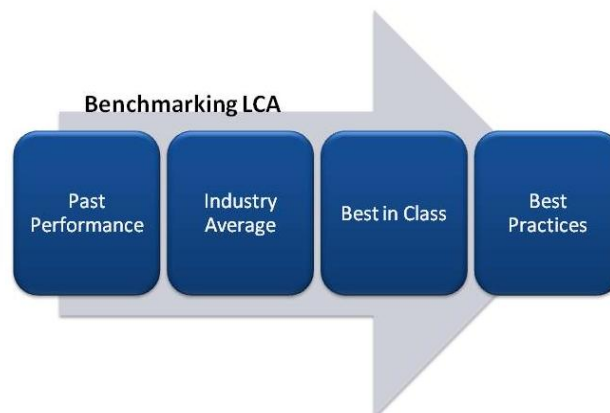 Benchmarking LCA
Past
Performance
Industry
Average
Best in Class
Best
Practices